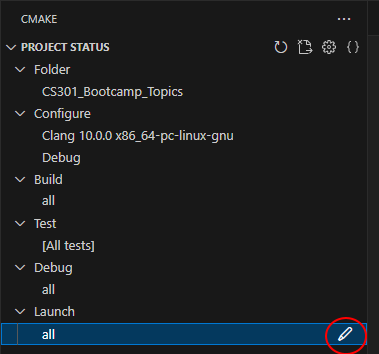 CMAKE
PROJECT STATUS
Folder
CS301_Bootcamp_Topics
Configure
Clang 10.0.0 x86_64-pc-linux-gnu
Debug
Build
all
Test
[All tests]
Debug
all
Launch
all